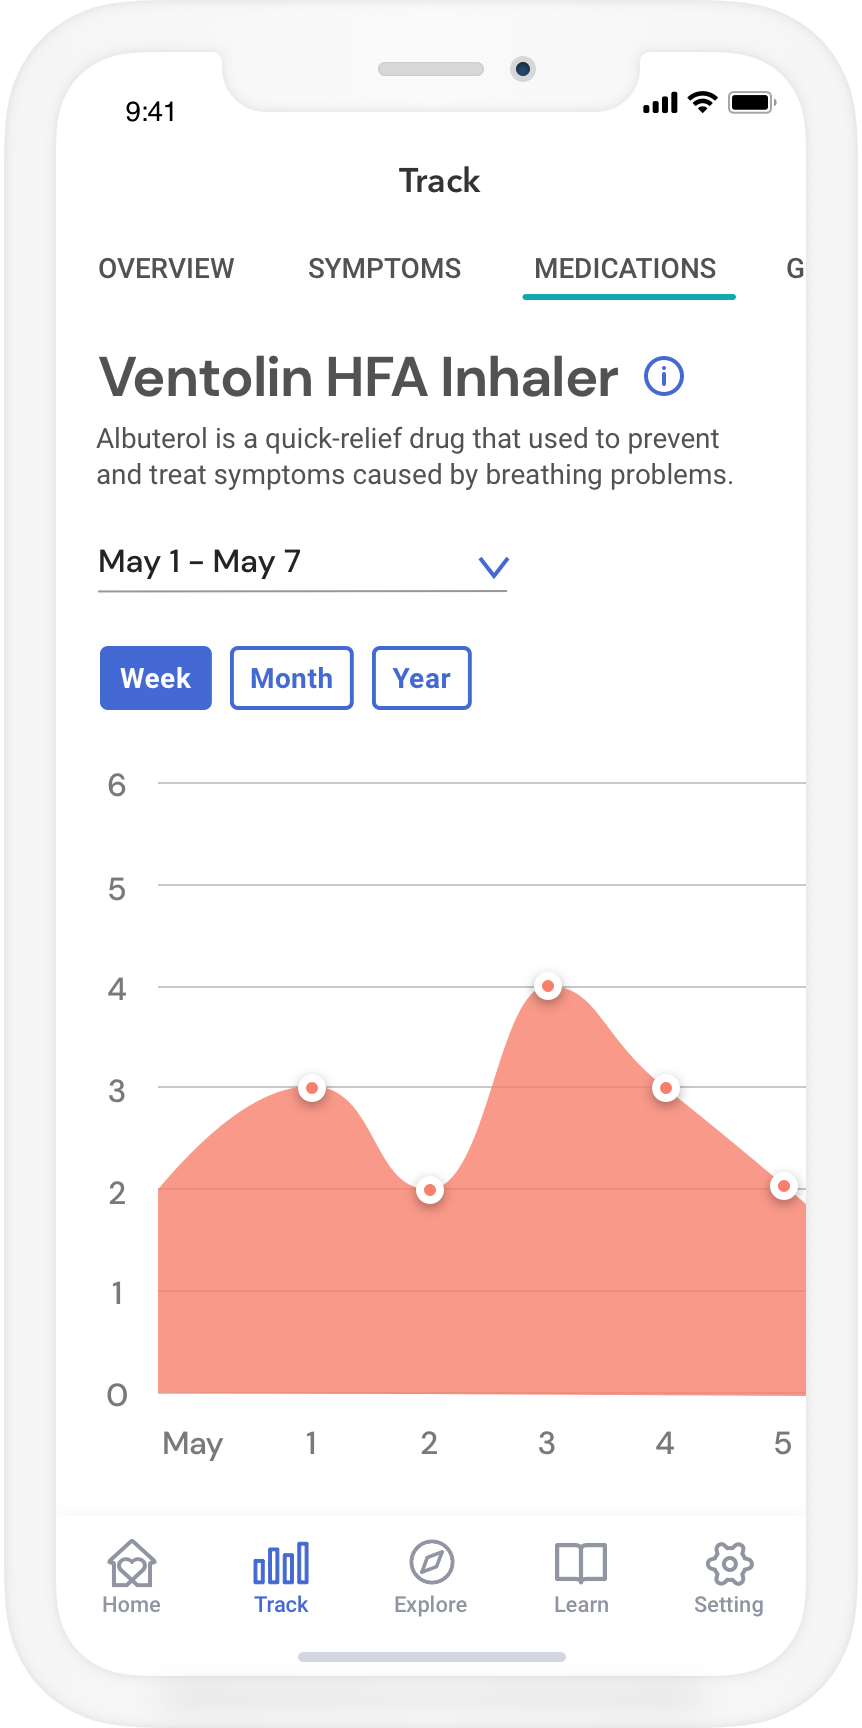 9:41
Track
OVERVIEW SYMPTOMS MEDICATIONS G
Ventolin HFA Inhaler
Albuterol is a quick-relief drug that used to prevent
and treat symptoms caused by breathing problems.
May 1 - May 7
Week Month Year
6
5
4
3
2
1
0
May 1 2 3 4 5
Home Track Explore Learn Setting